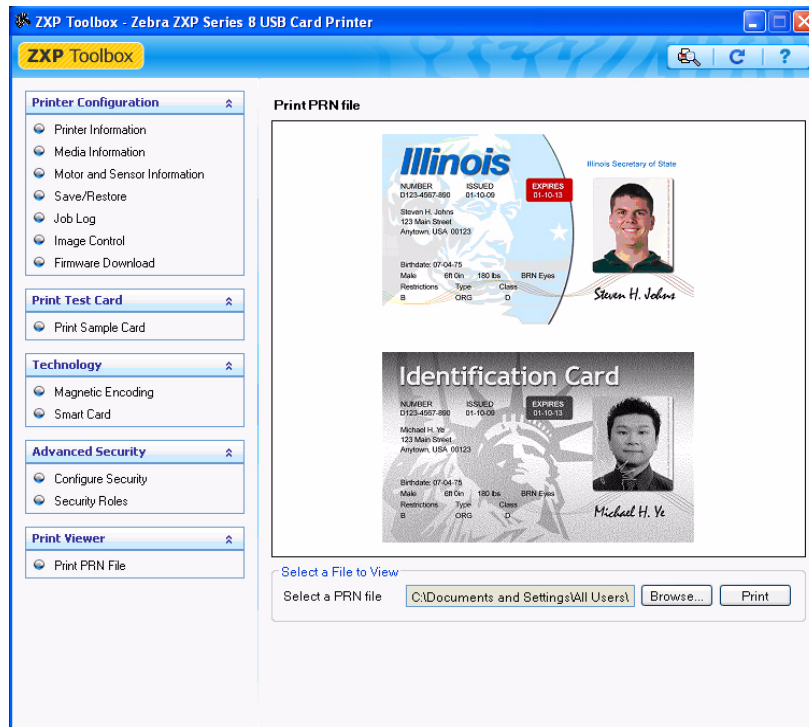 ZXP Toolbox - Zebra ZXP Series 8 USB Card Printer
ZXP Toolbox
Printer Configuration
Printer Information
Media Information
Motor and Sensor Information
Save/Restore
Job Log
Image Control
Firmware Download
Print Test Card
Print Sample Card
Technology
Magnetic Encoding
Smart Card
Advanced Security
Configure Security
Security Roles
Print Viewer
Print PRN File
Print PRN file
Illinois
Illinois Secretary of State
NUMBER ISSUED EXPIRES
D123-4567-890 01-10-09 01-10-13
Steven H. Johns
123 Main Street
Anytown, USA 00123
Birthdate: 07-04-75
Male 6ft 0in 180 lbs BRN Eyes
Restrictions Type Class
B ORG D
Steven H. Johns
Identification Card
NUMBER ISSUED EXPIRES
D123-4567-890 01-10-09 01-10-13
Michael H. Ye
123 Main Street
Anytown, USA 00123
Birthdate: 07-04-75
Male 6ft 0in 180 lbs BRN Eyes
Restrictions Type Class
B ORG D
Michael H. Ye
Select a File to View
Select a PRN file C:\Documents and Settings\All Users\ Browse... Print